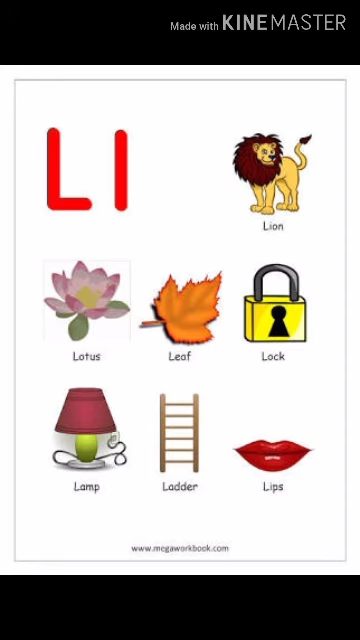 Made with KINEMASTER
Ll
Lion
Lotus Leaf Lock
Lamp Ladder Lips
www.megaworkbook.com